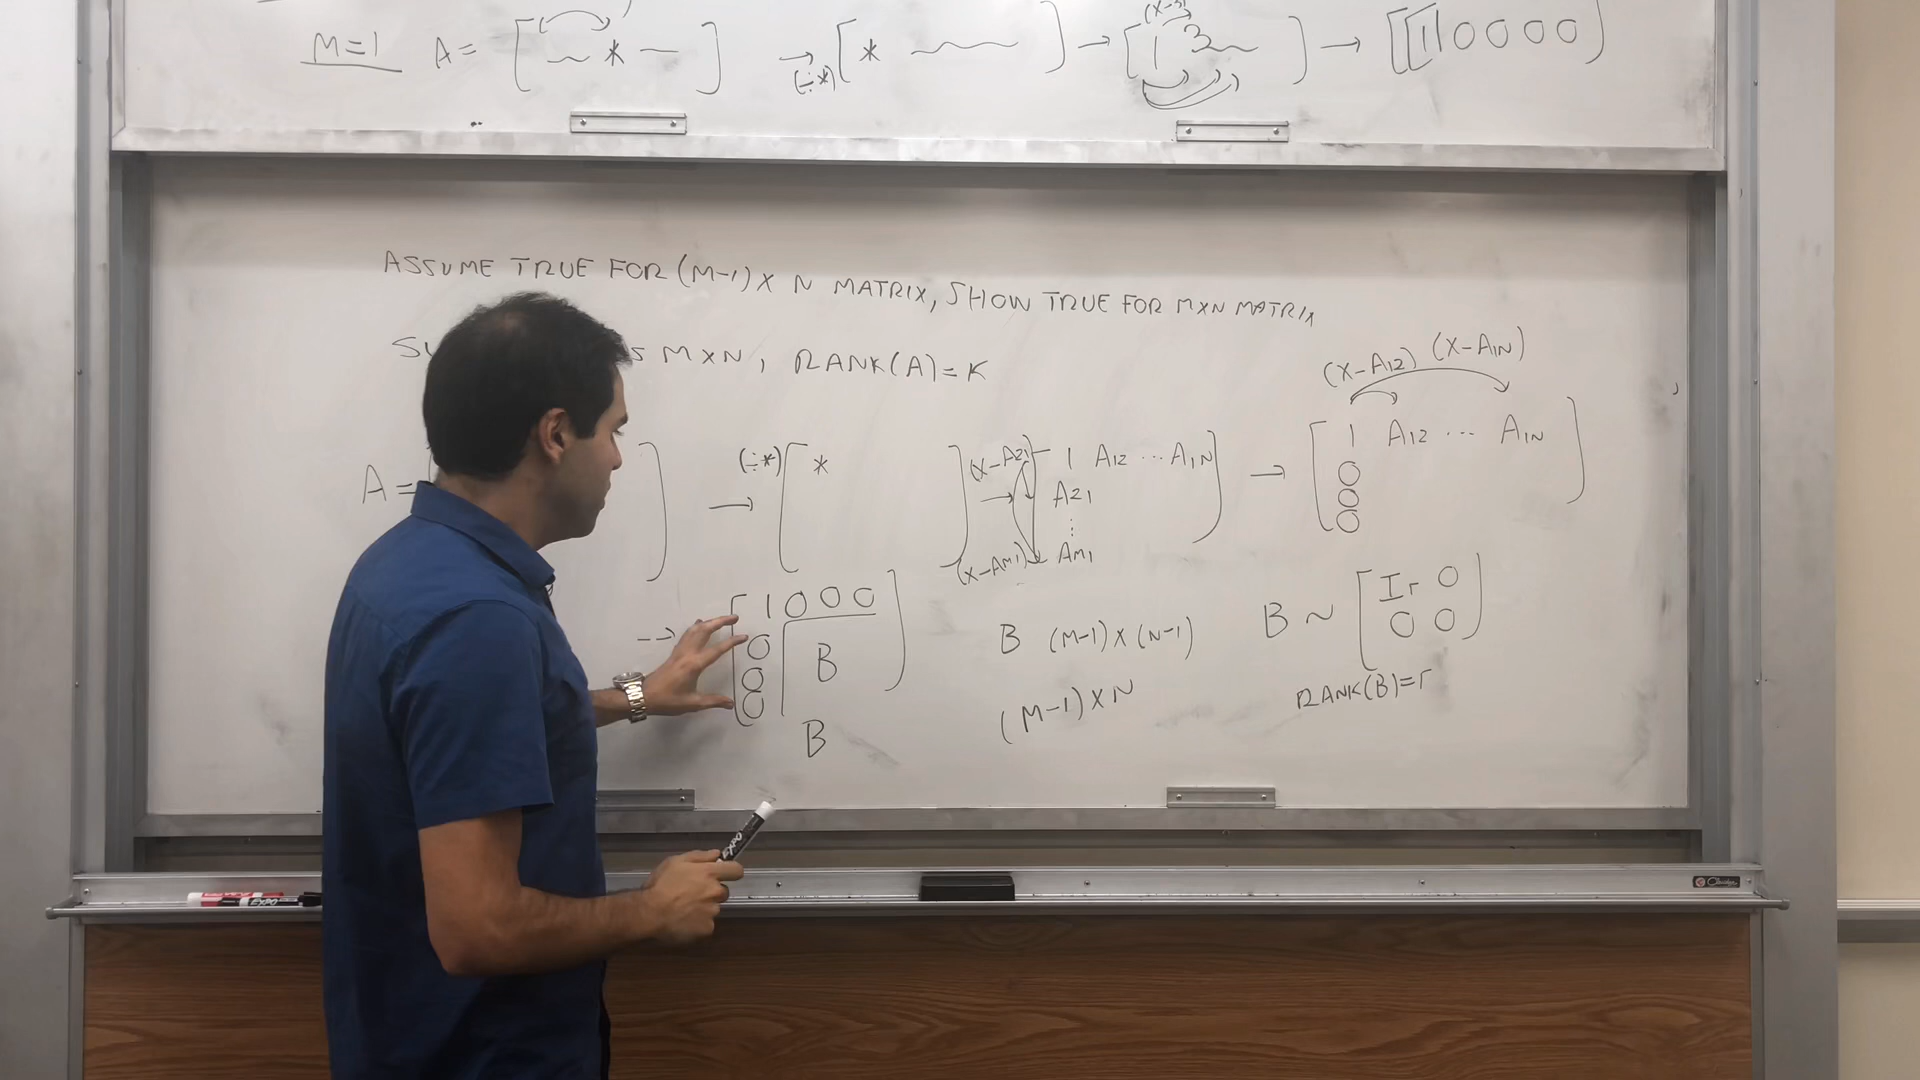 M=1 A= [ ~ * — ] → (÷*) [ * ~ ] → (x-3) [ 1 3 ~ ] → [ [1] 0 0 0 0 ]
ASSUME TRUE FOR (M-1) X N MATRIX, SHOW TRUE FOR MXN MATRIX
S MXN, RANK(A)=K
(X-A12) (X-A1N)
A= [ ] (÷*) → [ * ] (X-A21) → 1 A12 ... A1N → [ 1 A12 ... A1N
A21 0
⋮ 0
(X-AM1) AM1 0 ]
→ [ 1 0 0 0 B (M-1) X (N-1) B ~ [ Ir 0
0 B 0 0 ]
0
0 ] (M-1) X N RANK(B)=r
B
EXPO
EXPO